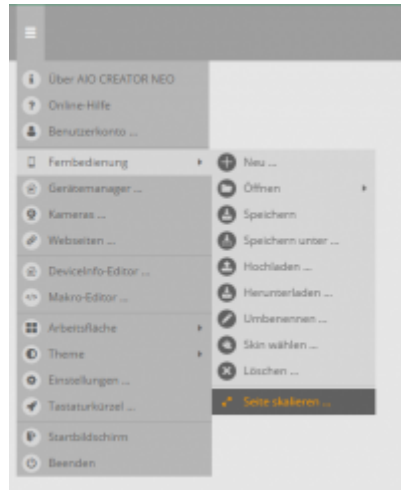 Über AIO CREATOR NEO
Online-Hilfe
Benutzerkonto ...
Fernbedienung
Gerätemanager ...
Kameras ...
Webseiten ...
DeviceInfo-Editor ...
Makro-Editor ...
Arbeitsfläche
Theme
Einstellungen ...
Tastaturkürzel ...
Startbildschirm
Beenden
Neu ...
Öffnen
Speichern
Speichern unter ...
Hochladen ...
Herunterladen ...
Umbenennen ...
Skin wählen ...
Löschen ...
Seite skalieren ...